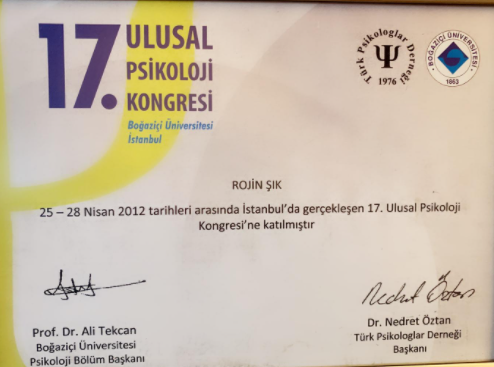 17. ULUSAL
PSİKOLOJİ
KONGRESİ
Boğaziçi Üniversitesi
İstanbul
Türk Psikologlar Derneği
Ψ
1976
BOĞAZİÇİ ÜNİVERSİTESİ
1863
ROJİN ŞIK
25 – 28 Nisan 2012 tarihleri arasında İstanbul'da gerçekleşen 17. Ulusal Psikoloji
Kongresi'ne katılmıştır
Nedret Öztan
Prof. Dr. Ali Tekcan
Boğaziçi Üniversitesi
Psikoloji Bölüm Başkanı
Dr. Nedret Öztan
Türk Psikologlar Derneği
Başkanı